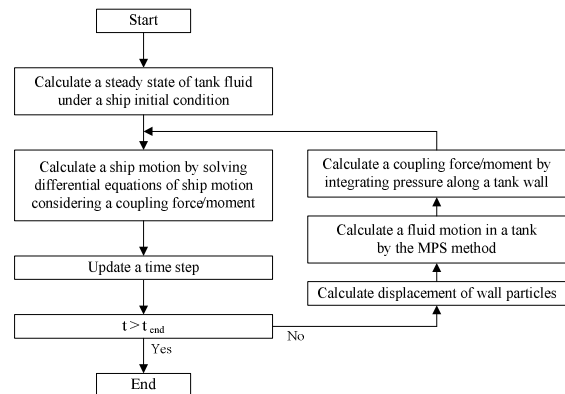 Start
Calculate a steady state of tank fluid
under a ship initial condition
Calculate a ship motion by solving
differential equations of ship motion
considering a coupling force/moment
Update a time step
t > t end
Yes
End
No
Calculate displacement of wall particles
Calculate a fluid motion in a tank
by the MPS method
Calculate a coupling force/moment by
integrating pressure along a tank wall